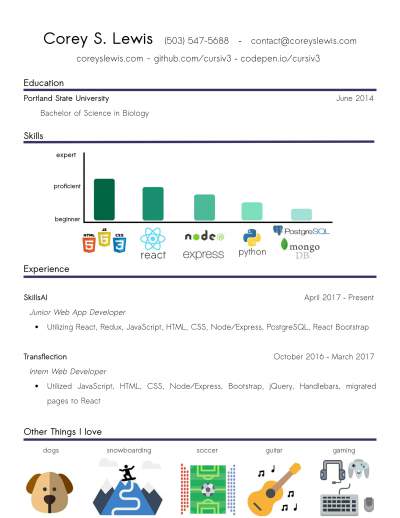 Corey S. Lewis (503) 547-5688 - contact@coreyslewis.com
coreyslewis.com - github.com/cursiv3 - codepen.io/cursiv3
Education
Portland State University June 2014
Bachelor of Science in Biology
Skills
expert
proficient
beginner
HTML JS CSS
5 5 3
node PostgreSQL
react express python mongo
DB
Experience
SkillsAI April 2017 - Present
Junior Web App Developer
• Utilizing React, Redux, JavaScript, HTML, CSS, Node/Express, PostgreSQL, React Bootstrap
Transflection October 2016 - March 2017
Intern Web Developer
• Utilized JavaScript, HTML, CSS, Node/Express, Bootstrap, jQuery, Handlebars, migrated
pages to React
Other Things I love
dogs snowboarding soccer guitar gaming